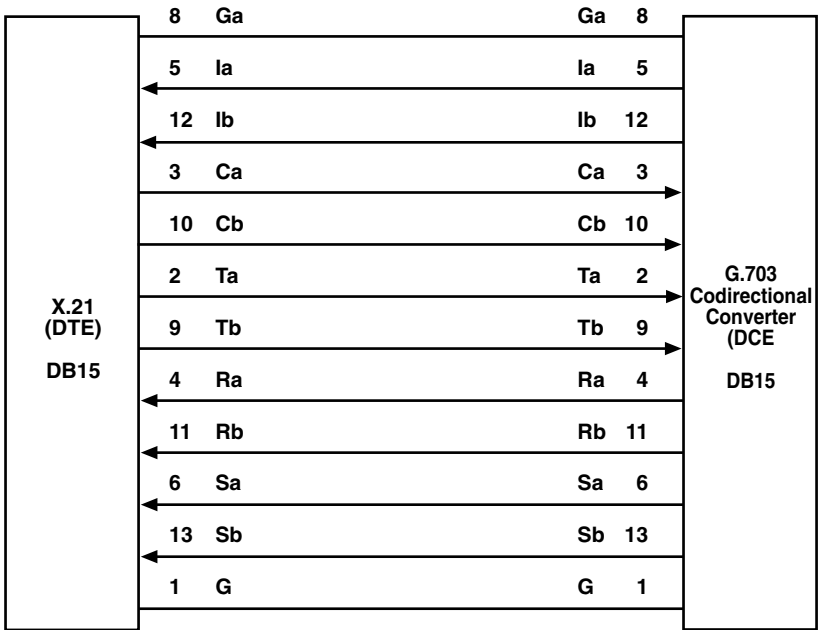 8 Ga Ga 8
5 Ia Ia 5
12 Ib Ib 12
3 Ca Ca 3
10 Cb Cb 10
2 Ta Ta 2
9 Tb Tb 9
4 Ra Ra 4
11 Rb Rb 11
6 Sa Sa 6
13 Sb Sb 13
1 G G 1
X.21
(DTE)
DB15
G.703
Codirectional
Converter
(DCE
DB15